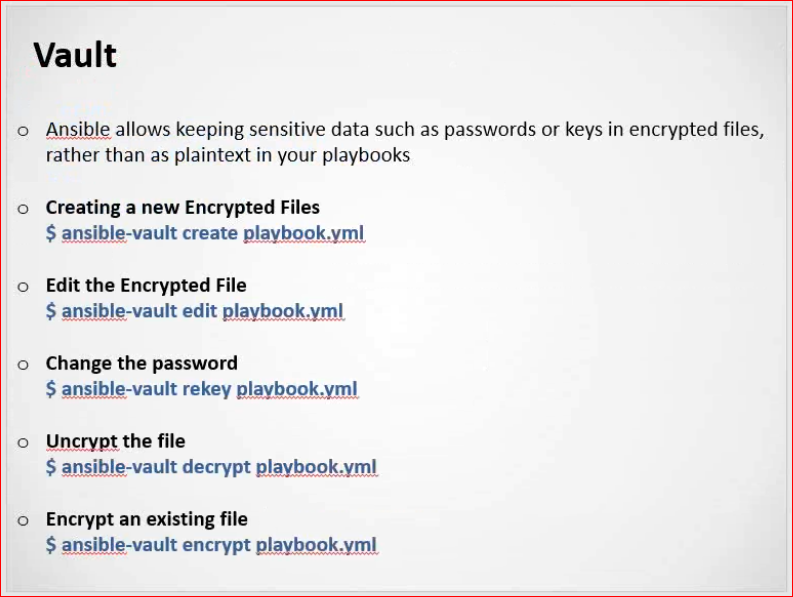 Vault
o Ansible allows keeping sensitive data such as passwords or keys in encrypted files,
rather than as plaintext in your playbooks
o Creating a new Encrypted Files
$ ansible-vault create playbook.yml
o Edit the Encrypted File
$ ansible-vault edit playbook.yml
o Change the password
$ ansible-vault rekey playbook.yml
o Uncrypt the file
$ ansible-vault decrypt playbook.yml
o Encrypt an existing file
$ ansible-vault encrypt playbook.yml